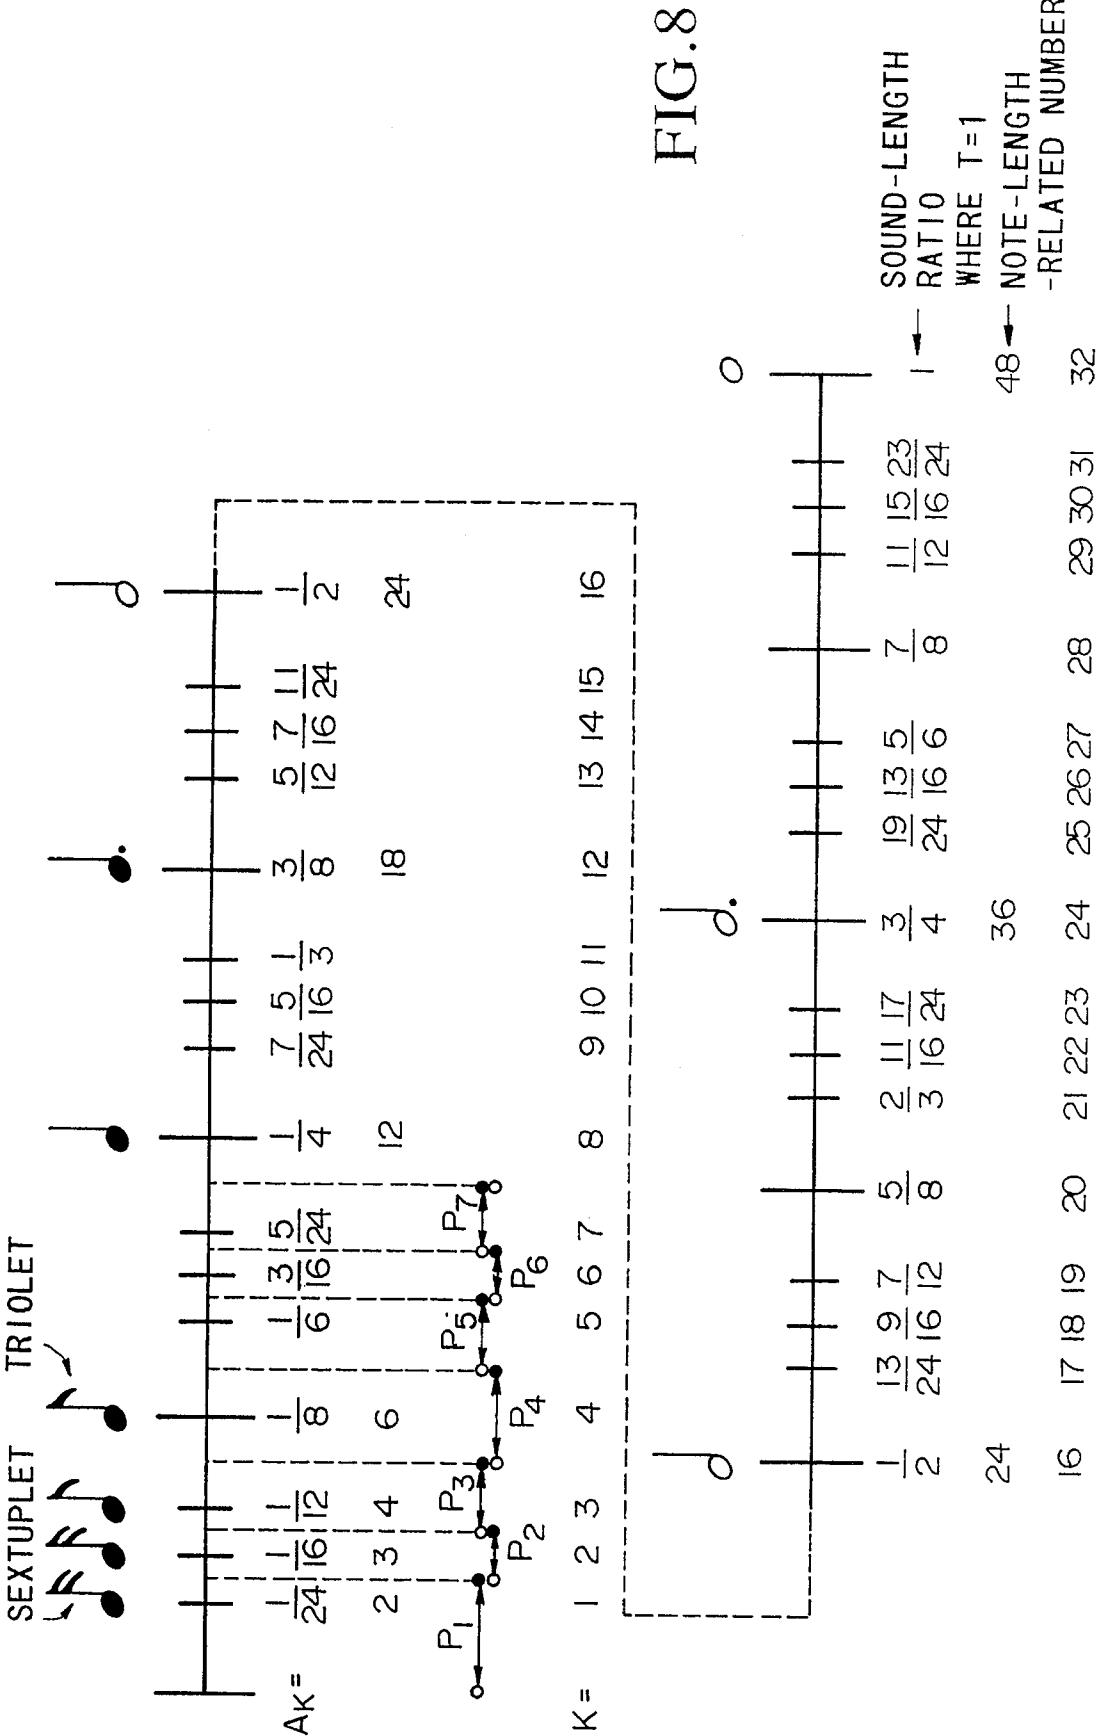 FIG.8
SEXTUPLET TRIOLET
AK= 1/24 1/16 1/12 1/8 1/6 3/16 5/24 1/4 7/24 5/16 1/3 3/8 5/12 7/16 11/24 1/2
2 3 4 6 12 18 24
P1 P2 P3 P4 P5 P6 P7
K= 1 2 3 4 5 6 7 8 9 10 11 12 13 14 15 16
1/2 13/24 9/16 7/12 5/8 2/3 11/16 17/24 3/4 19/24 13/16 5/6 7/8 11/12 15/16 23/24 1
SOUND-LENGTH
RATIO
WHERE T=1
24 36 48
NOTE-LENGTH
-RELATED NUMBER
16 17 18 19 20 21 22 23 24 25 26 27 28 29 30 31 32